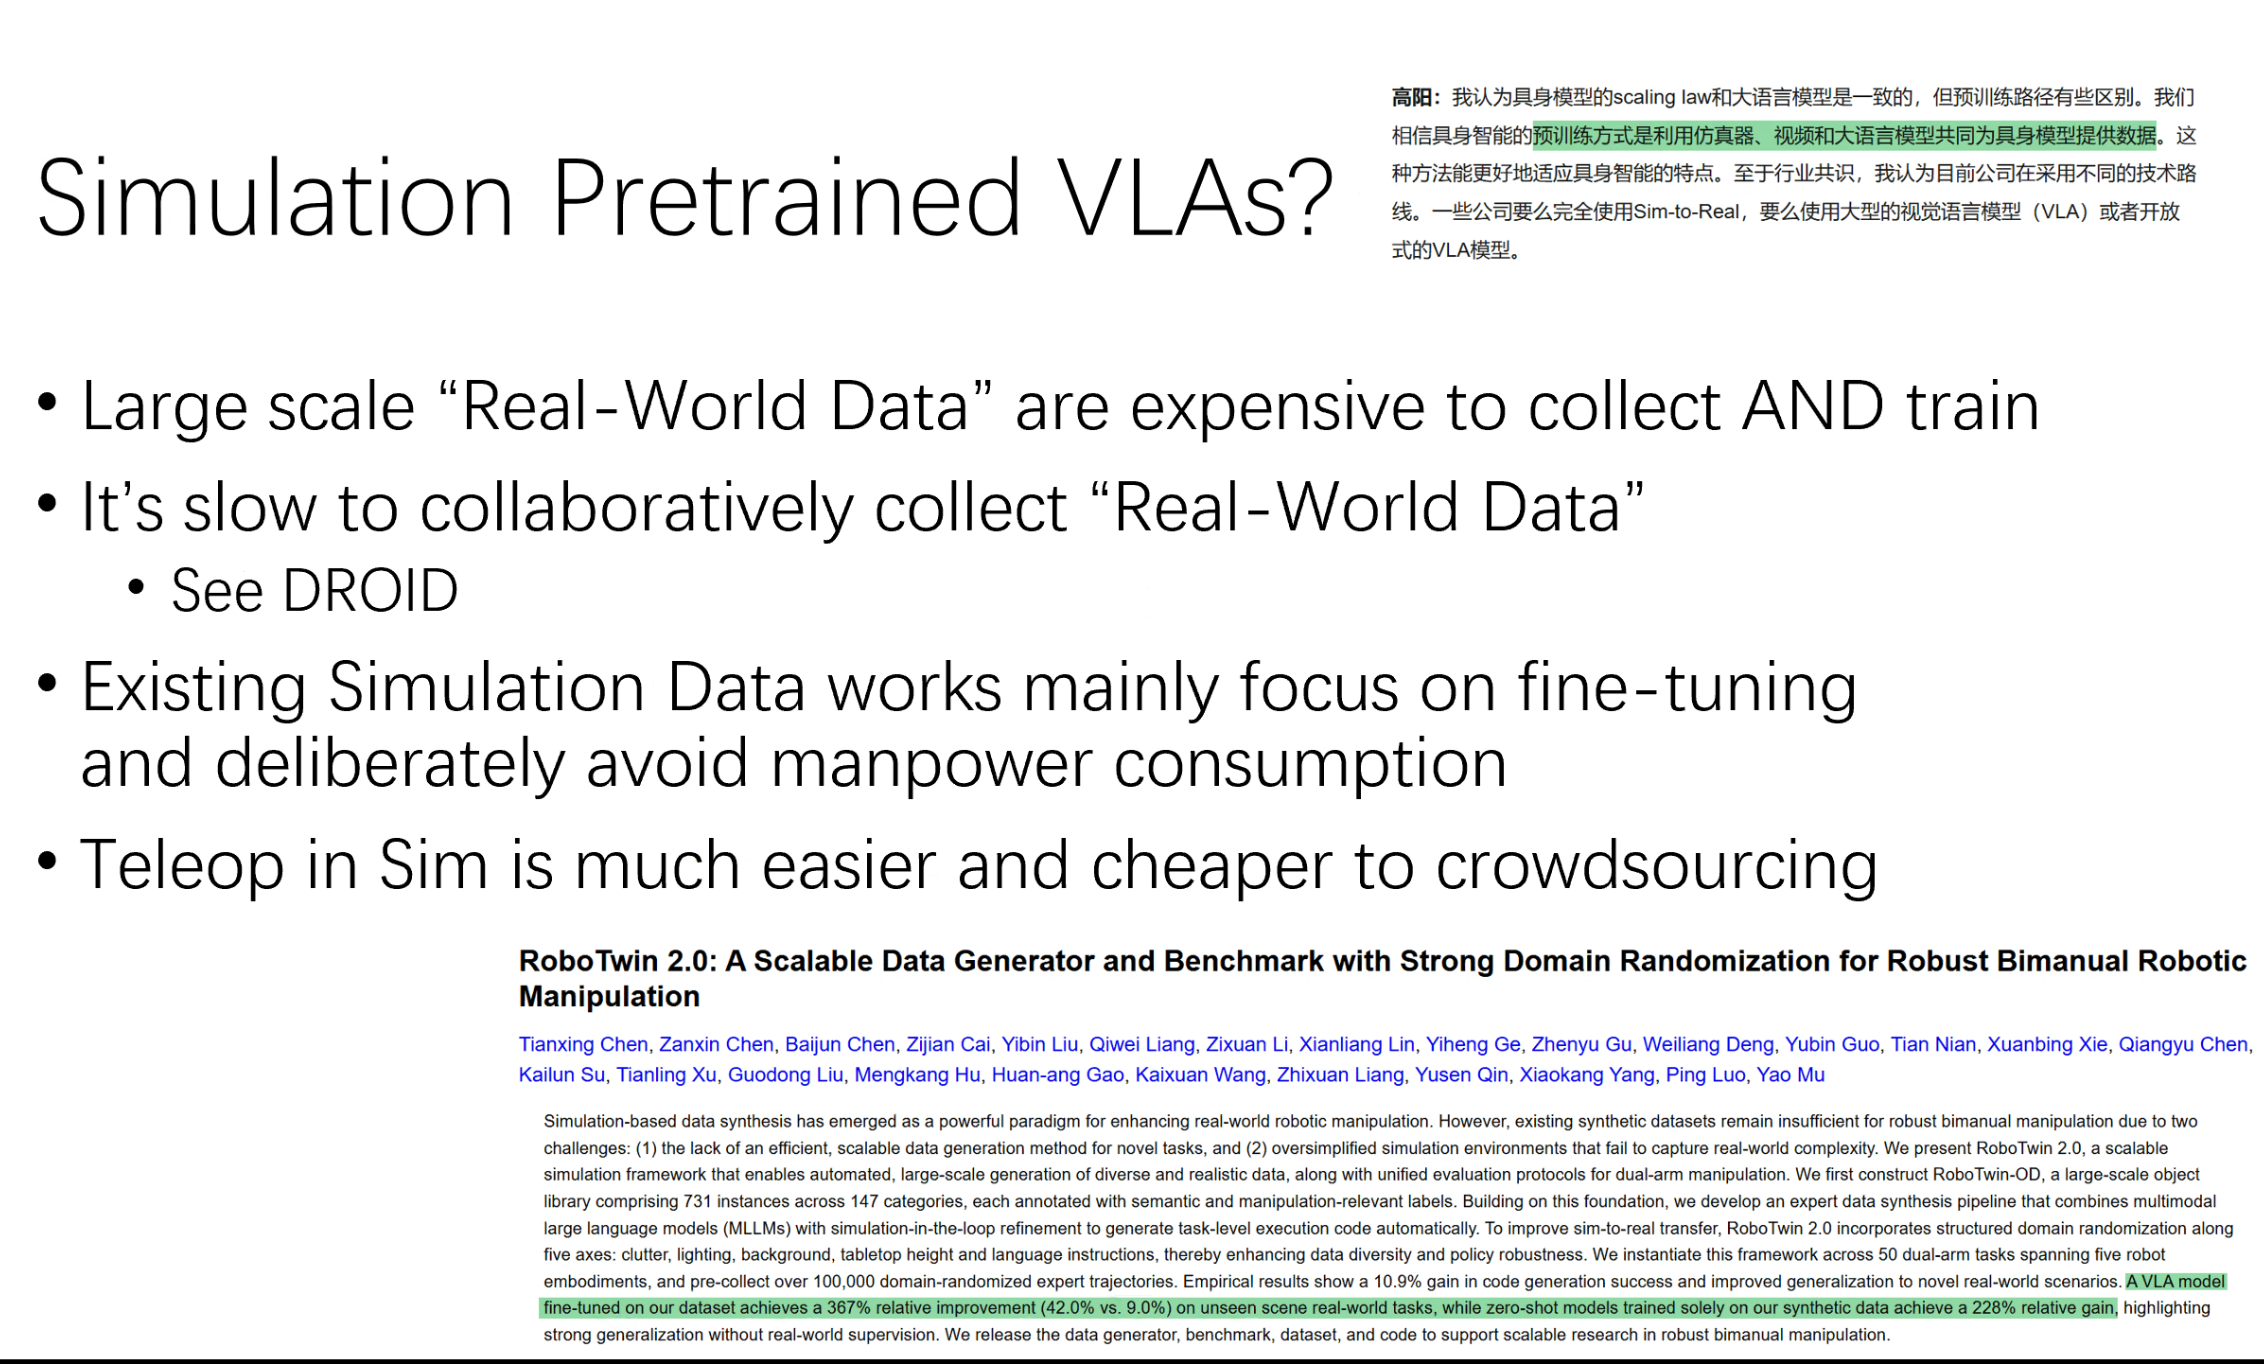 高阳：我认为具身模型的scaling law和大语言模型是一致的，但预训练路径有些区别。我们
相信具身智能的预训练方式是利用仿真器、视频和大语言模型共同为具身模型提供数据。这
种方法能更好地适应具身智能的特点。至于行业共识，我认为目前公司在采用不同的技术路
线。一些公司要么完全使用Sim-to-Real，要么使用大型的视觉语言模型（VLA）或者开放
式的VLA模型。
Simulation Pretrained VLAs?
• Large scale “Real-World Data” are expensive to collect AND train
• It’s slow to collaboratively collect “Real-World Data”
• See DROID
• Existing Simulation Data works mainly focus on fine-tuning
and deliberately avoid manpower consumption
• Teleop in Sim is much easier and cheaper to crowdsourcing
RoboTwin 2.0: A Scalable Data Generator and Benchmark with Strong Domain Randomization for Robust Bimanual Robotic
Manipulation
Tianxing Chen, Zanxin Chen, Baijun Chen, Zijian Cai, Yibin Liu, Qiwei Liang, Zixuan Li, Xianliang Lin, Yiheng Ge, Zhenyu Gu, Weiliang Deng, Yubin Guo, Tian Nian, Xuanbing Xie, Qiangyu Chen,
Kailun Su, Tianling Xu, Guodong Liu, Mengkang Hu, Huan-ang Gao, Kaixuan Wang, Zhixuan Liang, Yusen Qin, Xiaokang Yang, Ping Luo, Yao Mu
Simulation-based data synthesis has emerged as a powerful paradigm for enhancing real-world robotic manipulation. However, existing synthetic datasets remain insufficient for robust bimanual manipulation due to two
challenges: (1) the lack of an efficient, scalable data generation method for novel tasks, and (2) oversimplified simulation environments that fail to capture real-world complexity. We present RoboTwin 2.0, a scalable
simulation framework that enables automated, large-scale generation of diverse and realistic data, along with unified evaluation protocols for dual-arm manipulation. We first construct RoboTwin-OD, a large-scale object
library comprising 731 instances across 147 categories, each annotated with semantic and manipulation-relevant labels. Building on this foundation, we develop an expert data synthesis pipeline that combines multimodal
large language models (MLLMs) with simulation-in-the-loop refinement to generate task-level execution code automatically. To improve sim-to-real transfer, RoboTwin 2.0 incorporates structured domain randomization along
five axes: clutter, lighting, background, tabletop height and language instructions, thereby enhancing data diversity and policy robustness. We instantiate this framework across 50 dual-arm tasks spanning five robot
embodiments, and pre-collect over 100,000 domain-randomized expert trajectories. Empirical results show a 10.9% gain in code generation success and improved generalization to novel real-world scenarios. A VLA model
fine-tuned on our dataset achieves a 367% relative improvement (42.0% vs. 9.0%) on unseen scene real-world tasks, while zero-shot models trained solely on our synthetic data achieve a 228% relative gain, highlighting
strong generalization without real-world supervision. We release the data generator, benchmark, dataset, and code to support scalable research in robust bimanual manipulation.